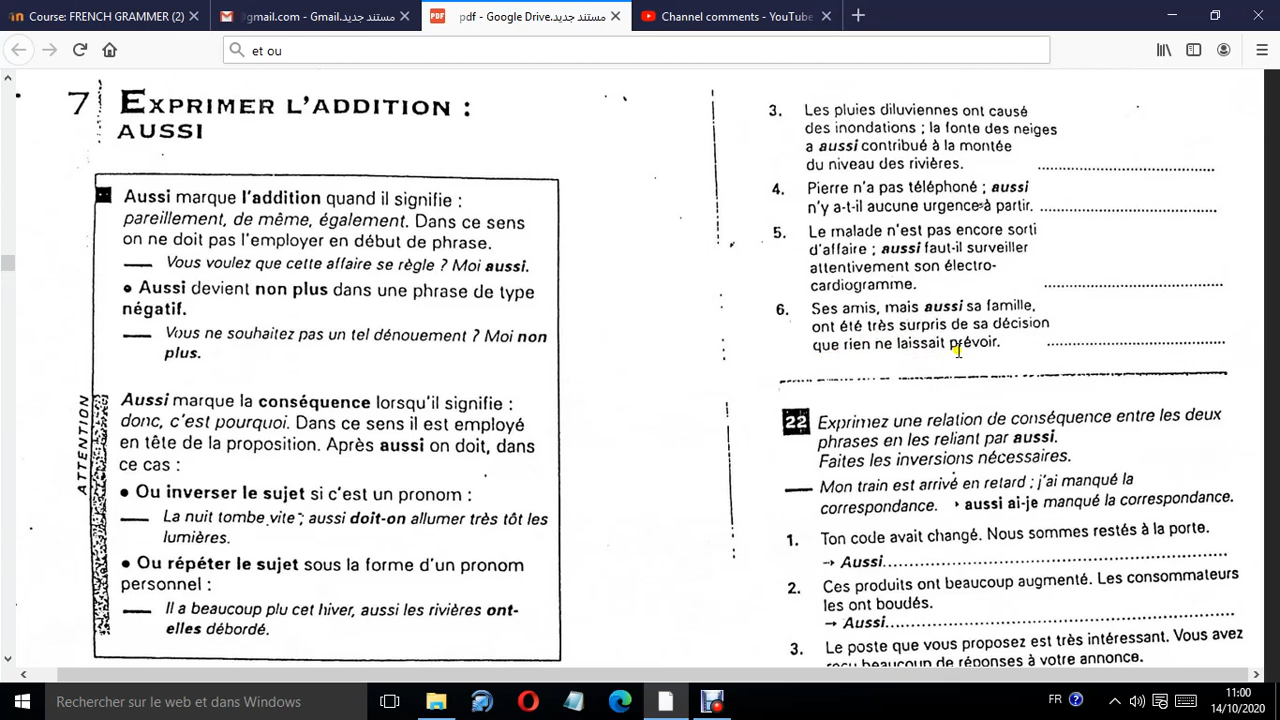 Course: FRENCH GRAMMER (2)
مستند جديد.gmail.com - Gmail
مستند جديد.pdf - Google Drive
Channel comments - YouTube
et ou
7 EXPRIMER L'ADDITION :
AUSSI
Aussi marque l'addition quand il signifie :
pareillement, de même, également. Dans ce sens
on ne doit pas l'employer en début de phrase.
Vous voulez que cette affaire se règle ? Moi aussi.
• Aussi devient non plus dans une phrase de type
négatif.
Vous ne souhaitez pas un tel dénouement ? Moi non
plus.
ATTENTION
Aussi marque la conséquence lorsqu'il signifie :
donc, c'est pourquoi. Dans ce sens il est employé
en tête de la proposition. Après aussi on doit, dans
ce cas :
• Ou inverser le sujet si c'est un pronom :
La nuit tombe vite ; aussi doit-on allumer très tôt les
lumières.
• Ou répéter le sujet sous la forme d'un pronom
personnel :
Il a beaucoup plu cet hiver, aussi les rivières ont-
elles débordé.
3. Les pluies diluviennes ont causé
des inondations ; la fonte des neiges
a aussi contribué à la montée
du niveau des rivières. ........................
4. Pierre n'a pas téléphoné ; aussi
n'y a-t-il aucune urgence à partir. ........................
5. Le malade n'est pas encore sorti
d'affaire ; aussi faut-il surveiller
attentivement son électro-
cardiogramme. ........................
6. Ses amis, mais aussi sa famille,
ont été très surpris de sa décision
que rien ne laissait prévoir. ........................
22 Exprimez une relation de conséquence entre les deux
phrases en les reliant par aussi.
Faites les inversions nécessaires.
Mon train est arrivé en retard ; j'ai manqué la
correspondance. ‣ aussi ai-je manqué la correspondance.
1. Ton code avait changé. Nous sommes restés à la porte.
→ Aussi........................
2. Ces produits ont beaucoup augmenté. Les consommateurs
les ont boudés.
→ Aussi........................
3. Le poste que vous proposez est très intéressant. Vous avez
reçu beaucoup de réponses à votre annonce.
Rechercher sur le web et dans Windows
FR
11:00
14/10/2020